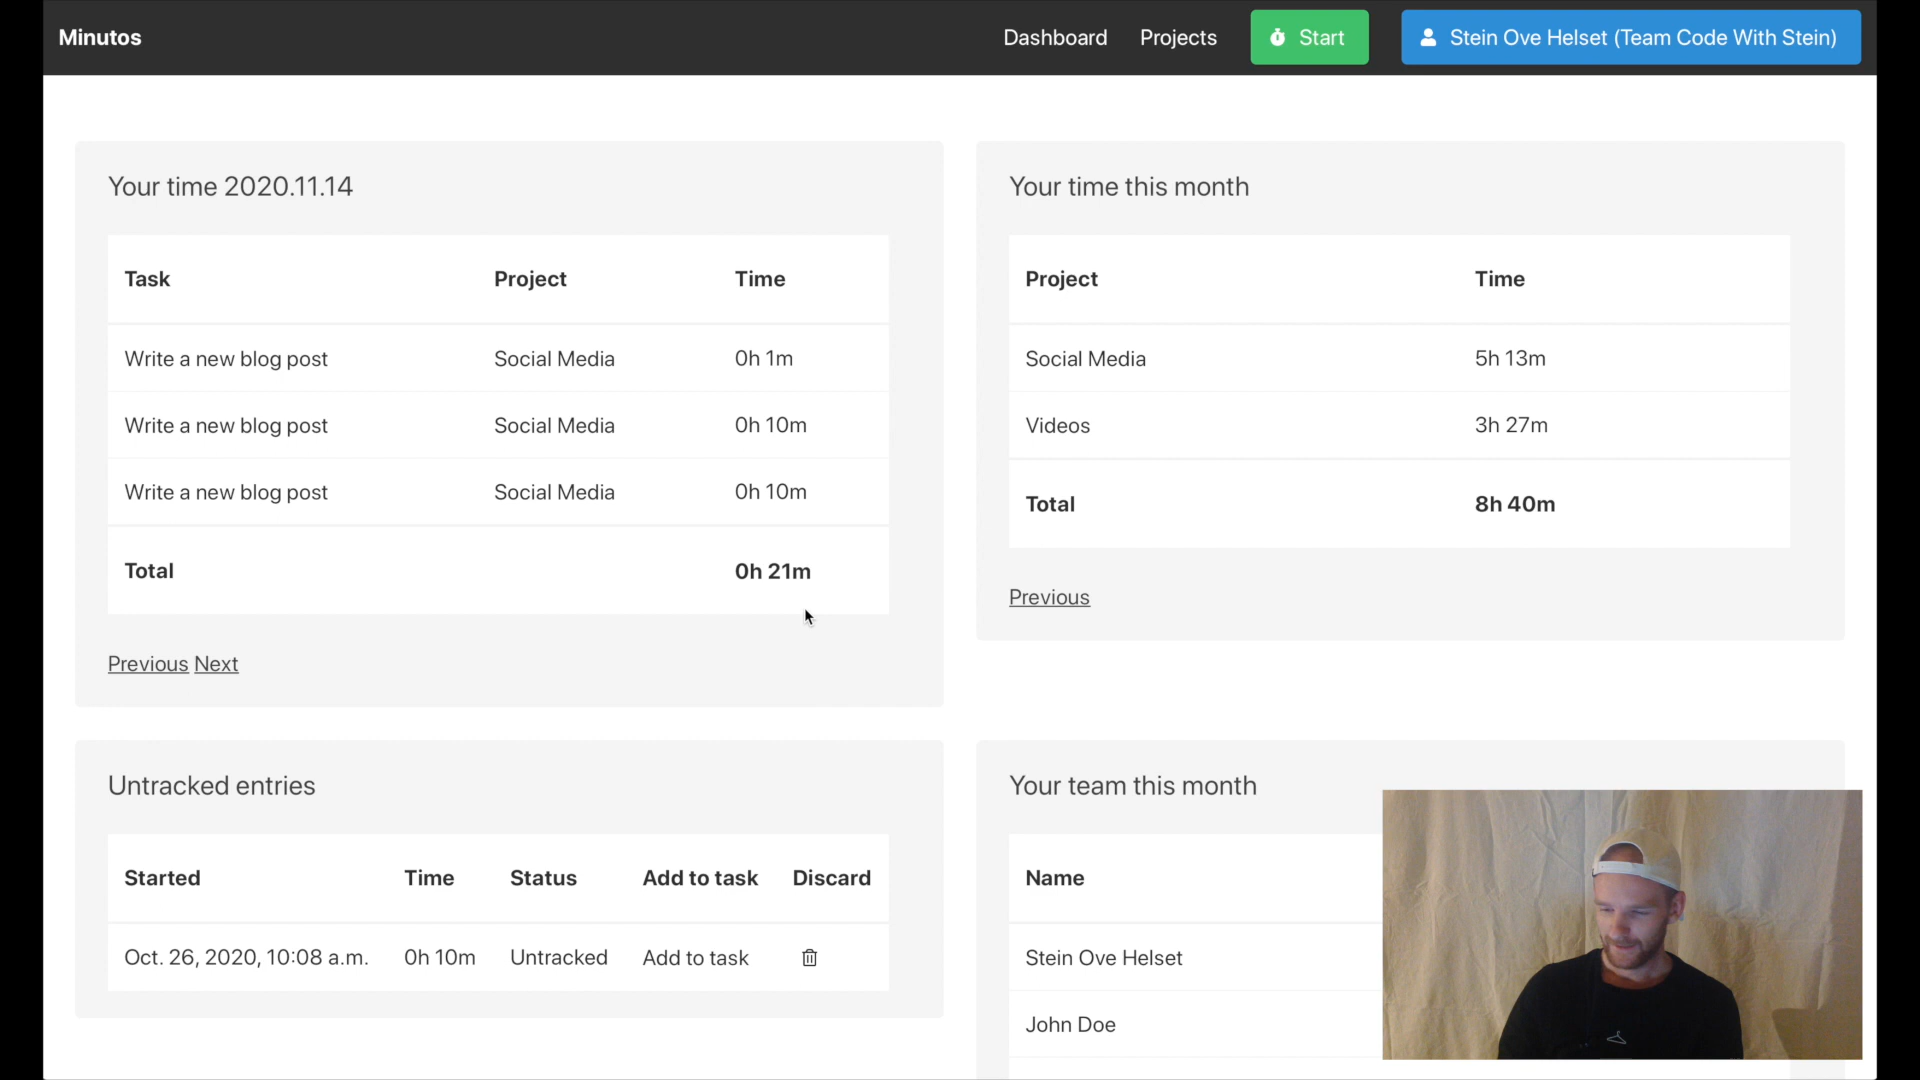 Minutos
Dashboard Projects Start Stein Ove Helset (Team Code With Stein)
Your time 2020.11.14
Task Project Time
Write a new blog post Social Media 0h 1m
Write a new blog post Social Media 0h 10m
Write a new blog post Social Media 0h 10m
Total 0h 21m
Previous Next
Your time this month
Project Time
Social Media 5h 13m
Videos 3h 27m
Total 8h 40m
Previous
Untracked entries
Started Time Status Add to task Discard
Oct. 26, 2020, 10:08 a.m. 0h 10m Untracked Add to task
Your team this month
Name
Stein Ove Helset
John Doe